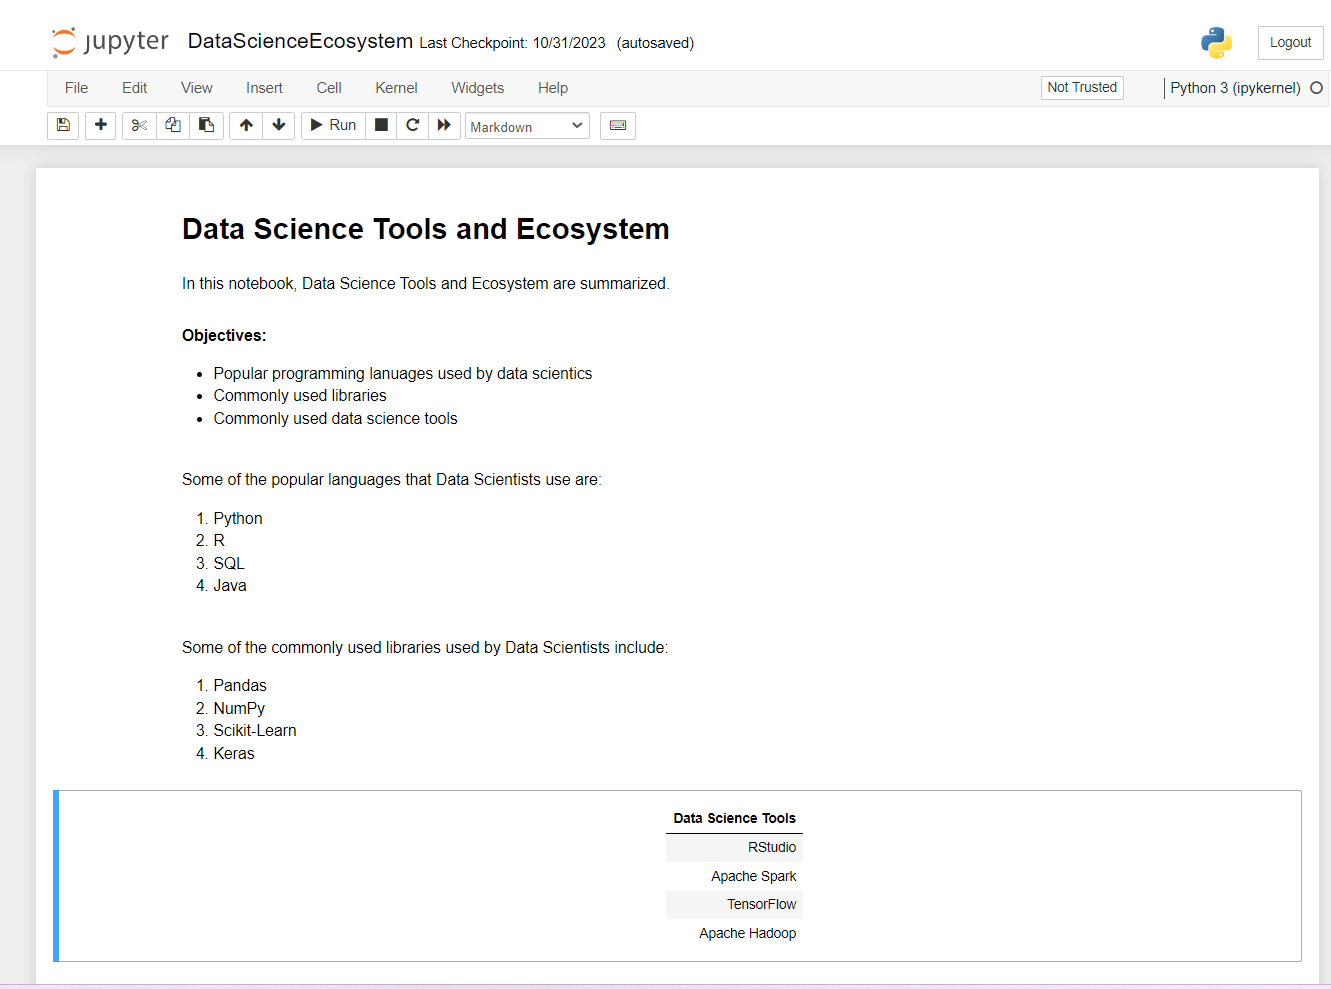 jupyter DataScienceEcosystem Last Checkpoint: 10/31/2023 (autosaved) Logout
File Edit View Insert Cell Kernel Widgets Help Not Trusted Python 3 (ipykernel)
Run Markdown
Data Science Tools and Ecosystem
In this notebook, Data Science Tools and Ecosystem are summarized.
Objectives:
• Popular programming lanuages used by data scientics
• Commonly used libraries
• Commonly used data science tools
Some of the popular languages that Data Scientists use are:
1. Python
2. R
3. SQL
4. Java
Some of the commonly used libraries used by Data Scientists include:
1. Pandas
2. NumPy
3. Scikit-Learn
4. Keras
Data Science Tools
RStudio
Apache Spark
TensorFlow
Apache Hadoop